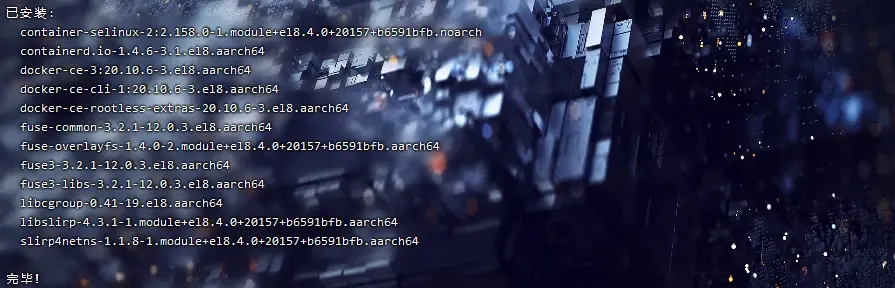 已安装:
container-selinux-2:2.158.0-1.module+el8.4.0+20157+b6591bfb.noarch
containerd.io-1.4.6-3.1.el8.aarch64
docker-ce-3:20.10.6-3.el8.aarch64
docker-ce-cli-1:20.10.6-3.el8.aarch64
docker-ce-rootless-extras-20.10.6-3.el8.aarch64
fuse-common-3.2.1-12.0.3.el8.aarch64
fuse-overlayfs-1.4.0-2.module+el8.4.0+20157+b6591bfb.aarch64
fuse3-3.2.1-12.0.3.el8.aarch64
fuse3-libs-3.2.1-12.0.3.el8.aarch64
libcgroup-0.41-19.el8.aarch64
libslirp-4.3.1-1.module+el8.4.0+20157+b6591bfb.aarch64
slirp4netns-1.1.8-1.module+el8.4.0+20157+b6591bfb.aarch64
完毕!